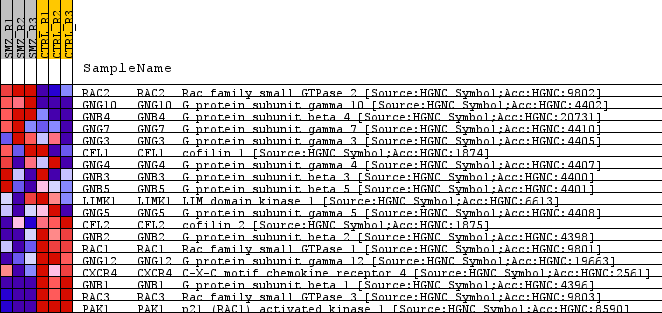 SMZ_R1
SMZ_R2
SMZ_R3
CTRL_R1
CTRL_R2
CTRL_R3
SampleName
RAC2 RAC2 Rac family small GTPase 2 [Source:HGNC Symbol;Acc:HGNC:9802]
GNG10 GNG10 G protein subunit gamma 10 [Source:HGNC Symbol;Acc:HGNC:4402]
GNB4 GNB4 G protein subunit beta 4 [Source:HGNC Symbol;Acc:HGNC:20731]
GNG7 GNG7 G protein subunit gamma 7 [Source:HGNC Symbol;Acc:HGNC:4410]
GNG3 GNG3 G protein subunit gamma 3 [Source:HGNC Symbol;Acc:HGNC:4405]
CFL1 CFL1 cofilin 1 [Source:HGNC Symbol;Acc:HGNC:1874]
GNG4 GNG4 G protein subunit gamma 4 [Source:HGNC Symbol;Acc:HGNC:4407]
GNB3 GNB3 G protein subunit beta 3 [Source:HGNC Symbol;Acc:HGNC:4400]
GNB5 GNB5 G protein subunit beta 5 [Source:HGNC Symbol;Acc:HGNC:4401]
LIMK1 LIMK1 LIM domain kinase 1 [Source:HGNC Symbol;Acc:HGNC:6613]
GNG5 GNG5 G protein subunit gamma 5 [Source:HGNC Symbol;Acc:HGNC:4408]
CFL2 CFL2 cofilin 2 [Source:HGNC Symbol;Acc:HGNC:1875]
GNB2 GNB2 G protein subunit beta 2 [Source:HGNC Symbol;Acc:HGNC:4398]
RAC1 RAC1 Rac family small GTPase 1 [Source:HGNC Symbol;Acc:HGNC:9801]
GNG12 GNG12 G protein subunit gamma 12 [Source:HGNC Symbol;Acc:HGNC:19663]
CXCR4 CXCR4 C-X-C motif chemokine receptor 4 [Source:HGNC Symbol;Acc:HGNC:2561]
GNB1 GNB1 G protein subunit beta 1 [Source:HGNC Symbol;Acc:HGNC:4396]
RAC3 RAC3 Rac family small GTPase 3 [Source:HGNC Symbol;Acc:HGNC:9803]
PAK1 PAK1 p21 (RAC1) activated kinase 1 [Source:HGNC Symbol;Acc:HGNC:8590]